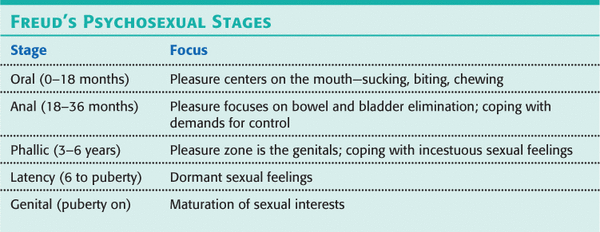 FREUD'S PSYCHOSEXUAL STAGES
Stage Focus
Oral (0–18 months) Pleasure centers on the mouth—sucking, biting, chewing
Anal (18–36 months) Pleasure focuses on bowel and bladder elimination; coping with
demands for control
Phallic (3–6 years) Pleasure zone is the genitals; coping with incestuous sexual feelings
Latency (6 to puberty) Dormant sexual feelings
Genital (puberty on) Maturation of sexual interests